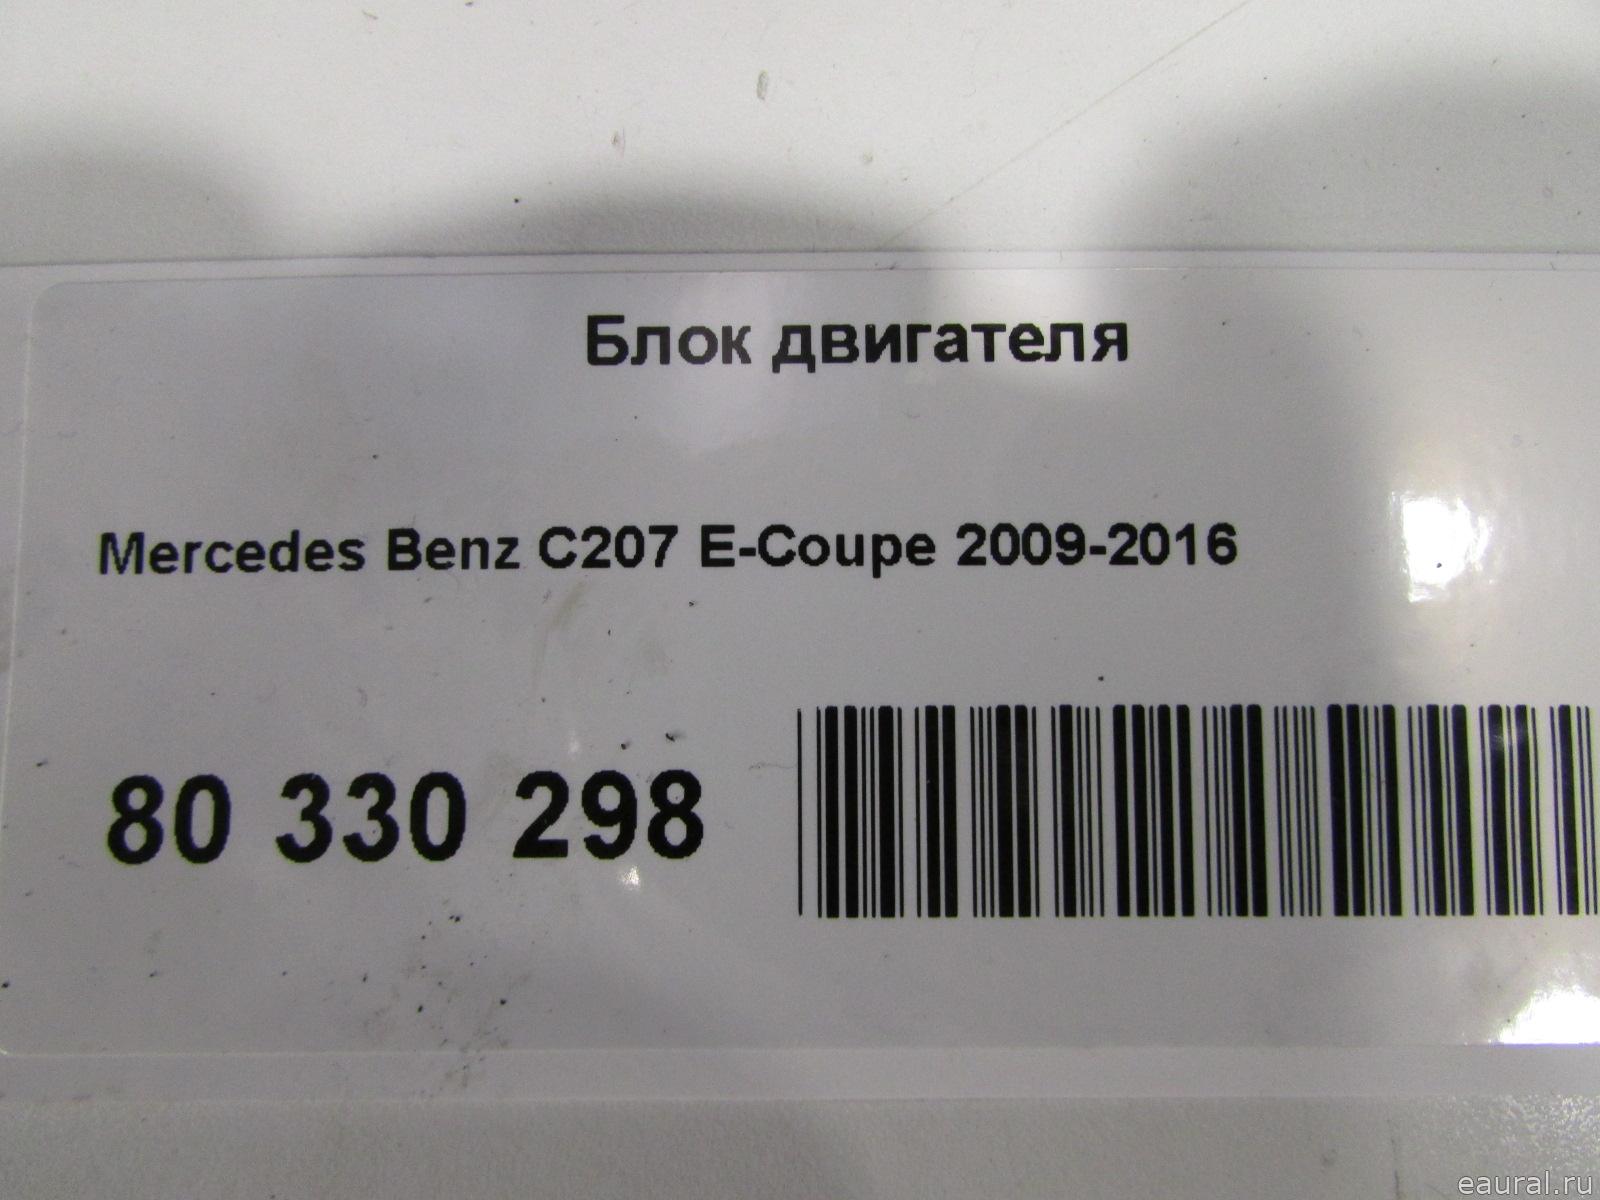 Блок двигателя
Mercedes Benz C207 E-Coupe 2009-2016
80 330 298
eaural.ru